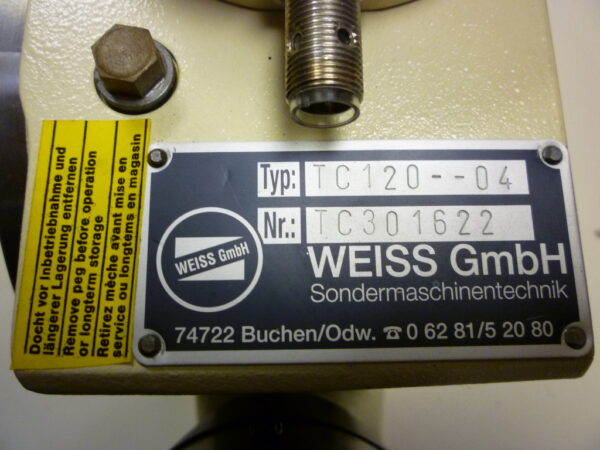 Docht vor Inbetriebnahme und
längerer Lagerung entfernen
Remove peg before operation
or longterm storage
Retirez mèche avant mise en
service ou longtems en magasin
Typ: TC120--04
Nr.: TC301622
WEISS GmbH
WEISS GmbH
Sondermaschinentechnik
74722 Buchen/Odw. ☎ 0 62 81/5 20 80